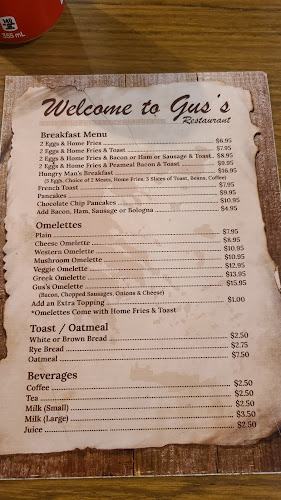 355 mL
Welcome to Gus's
Restaurant
Breakfast Menu
2 Eggs & Home Fries $6.95
2 Eggs & Home Fries & Toast $7.95
2 Eggs & Home Fries & Bacon or Ham or Sausage & Toast $8.95
2 Eggs & Home Fries & Peameal Bacon & Toast $9.95
Hungry Man's Breakfast $16.95
(3 Eggs, Choice of 2 Meats, Home Fries, 3 Slices of Toast, Beans, Coffee)
French Toast $7.95
Pancakes $9.95
Chocolate Chip Pancakes $10.95
Add Bacon, Ham, Sausage or Bologna $4.95
Omelettes
Plain $7.95
Cheese Omelette $8.95
Western Omelette $10.95
Mushroom Omelette $10.95
Veggie Omelette $12.95
Greek Omelette $13.95
Gus's Omelette $15.95
(Bacon, Chopped Sausages, Onions & Cheese)
Add an Extra Topping $1.00
*Omelettes Come with Home Fries & Toast
Toast / Oatmeal
White or Brown Bread $2.50
Rye Bread $2.75
Oatmeal $7.50
Beverages
Coffee $2.50
Tea $2.50
Milk (Small) $2.50
Milk (Large) $3.50
Juice $2.50